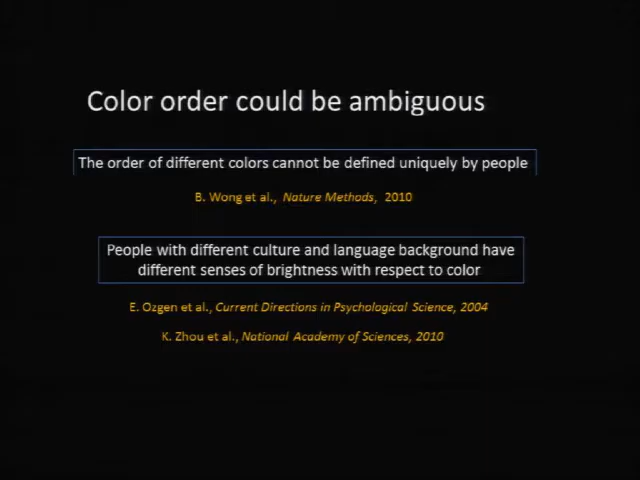 Color order could be ambiguous
The order of different colors cannot be defined uniquely by people
B. Wong et al., Nature Methods, 2010
People with different culture and language background have
different senses of brightness with respect to color
E. Ozgen et al., Current Directions in Psychological Science, 2004
K. Zhou et al., National Academy of Sciences, 2010